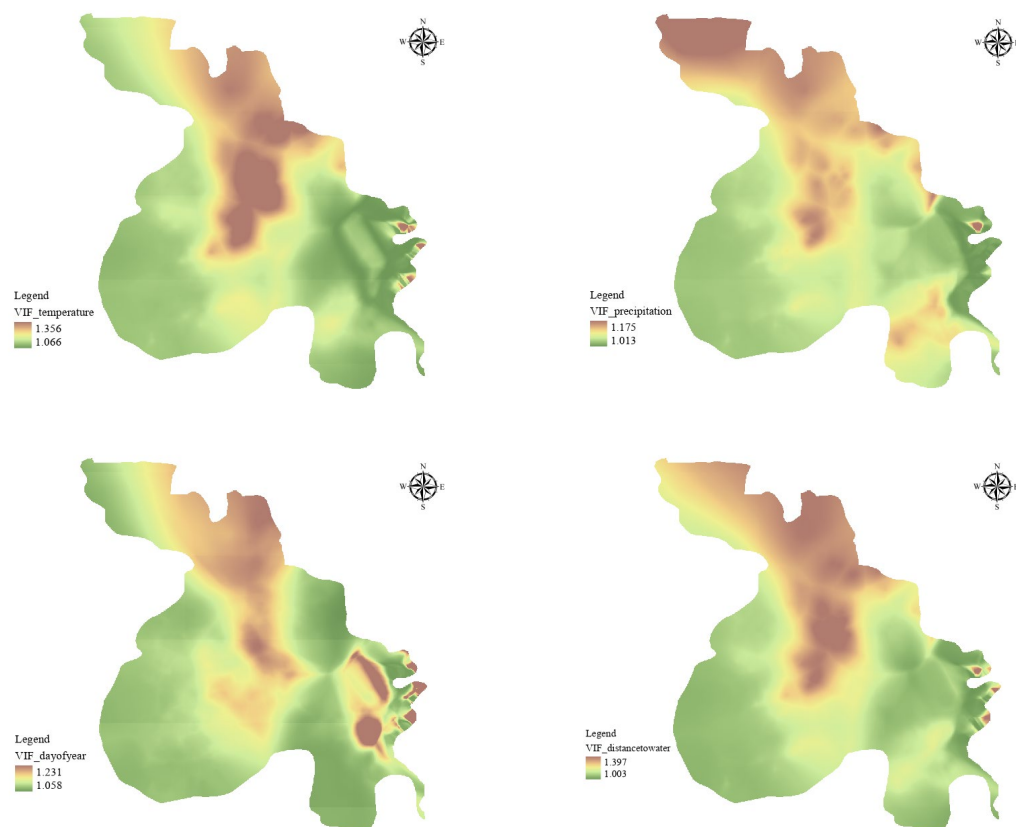 N
W E
S
Legend
VIF_temperature
1.356
1.066
N
W E
S
Legend
VIF_precipitation
1.175
1.013
N
W E
S
Legend
VIF_dayofyear
1.231
1.058
N
W E
S
Legend
VIF_distancetowater
1.397
1.003